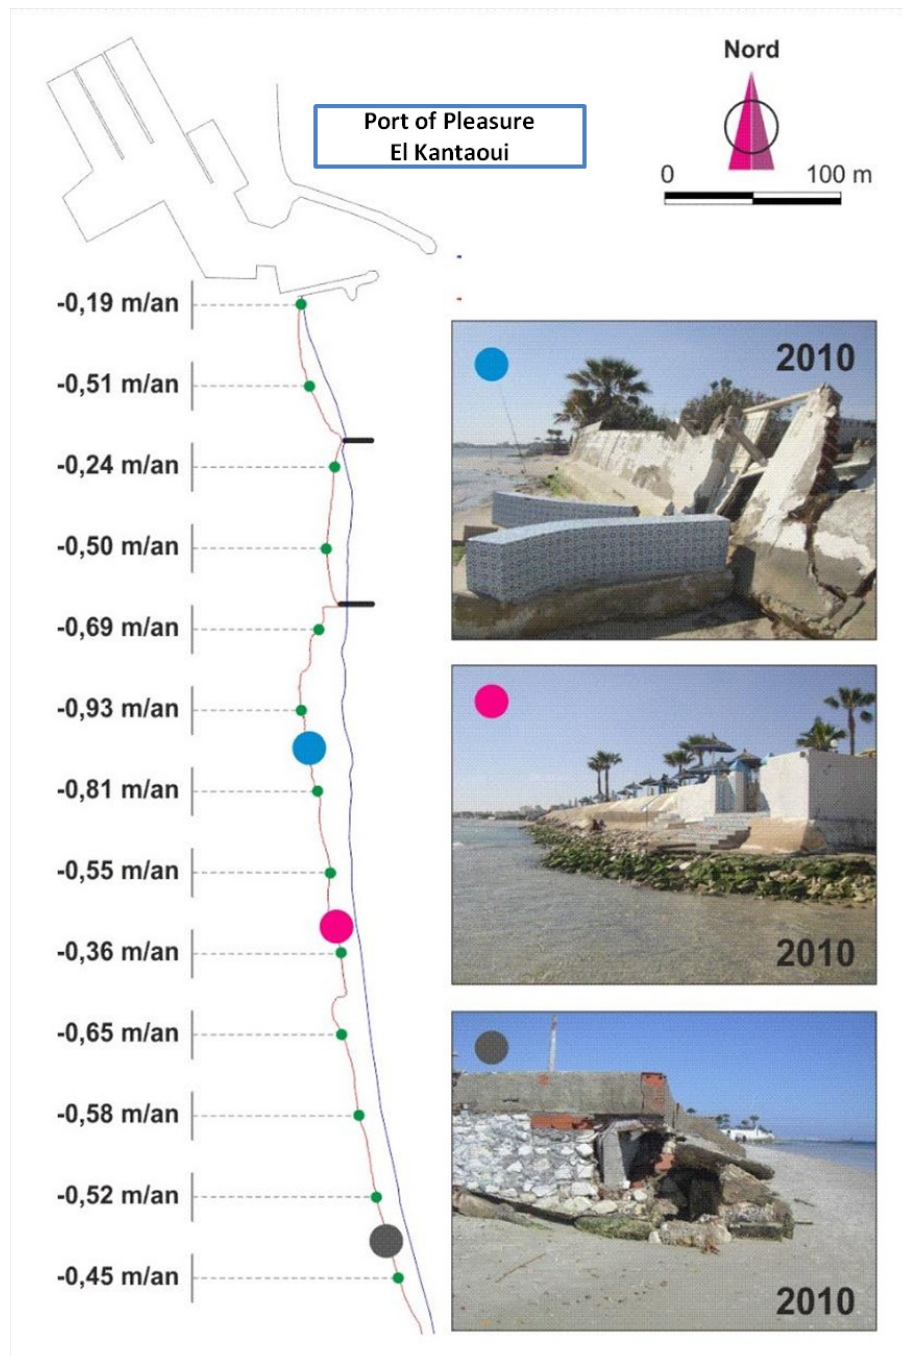 Nord
Port of Pleasure
El Kantaoui
0 100 m
-0,19 m/an
-0,51 m/an
-0,24 m/an
-0,50 m/an
-0,69 m/an
-0,93 m/an
-0,81 m/an
-0,55 m/an
-0,36 m/an
-0,65 m/an
-0,58 m/an
-0,52 m/an
-0,45 m/an
2010
2010
2010